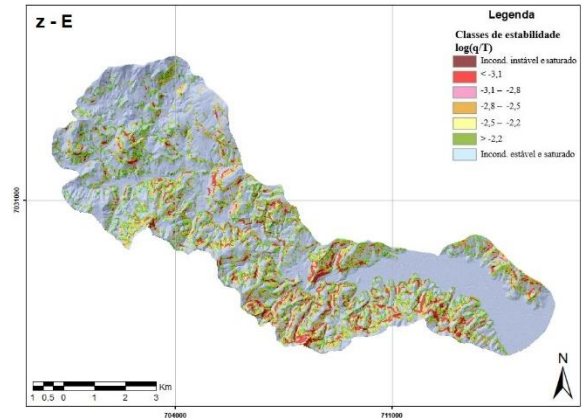 z - E
Legenda
Classes de estabilidade
log(q/T)
Incond. instável e saturado
< -3,1
-3,1 – -2,8
-2,8 – -2,5
-2,5 – -2,2
> -2,2
Incond. estável e saturado
7031000
1 0.5 0 1 2 3 Km
N
704000 711000